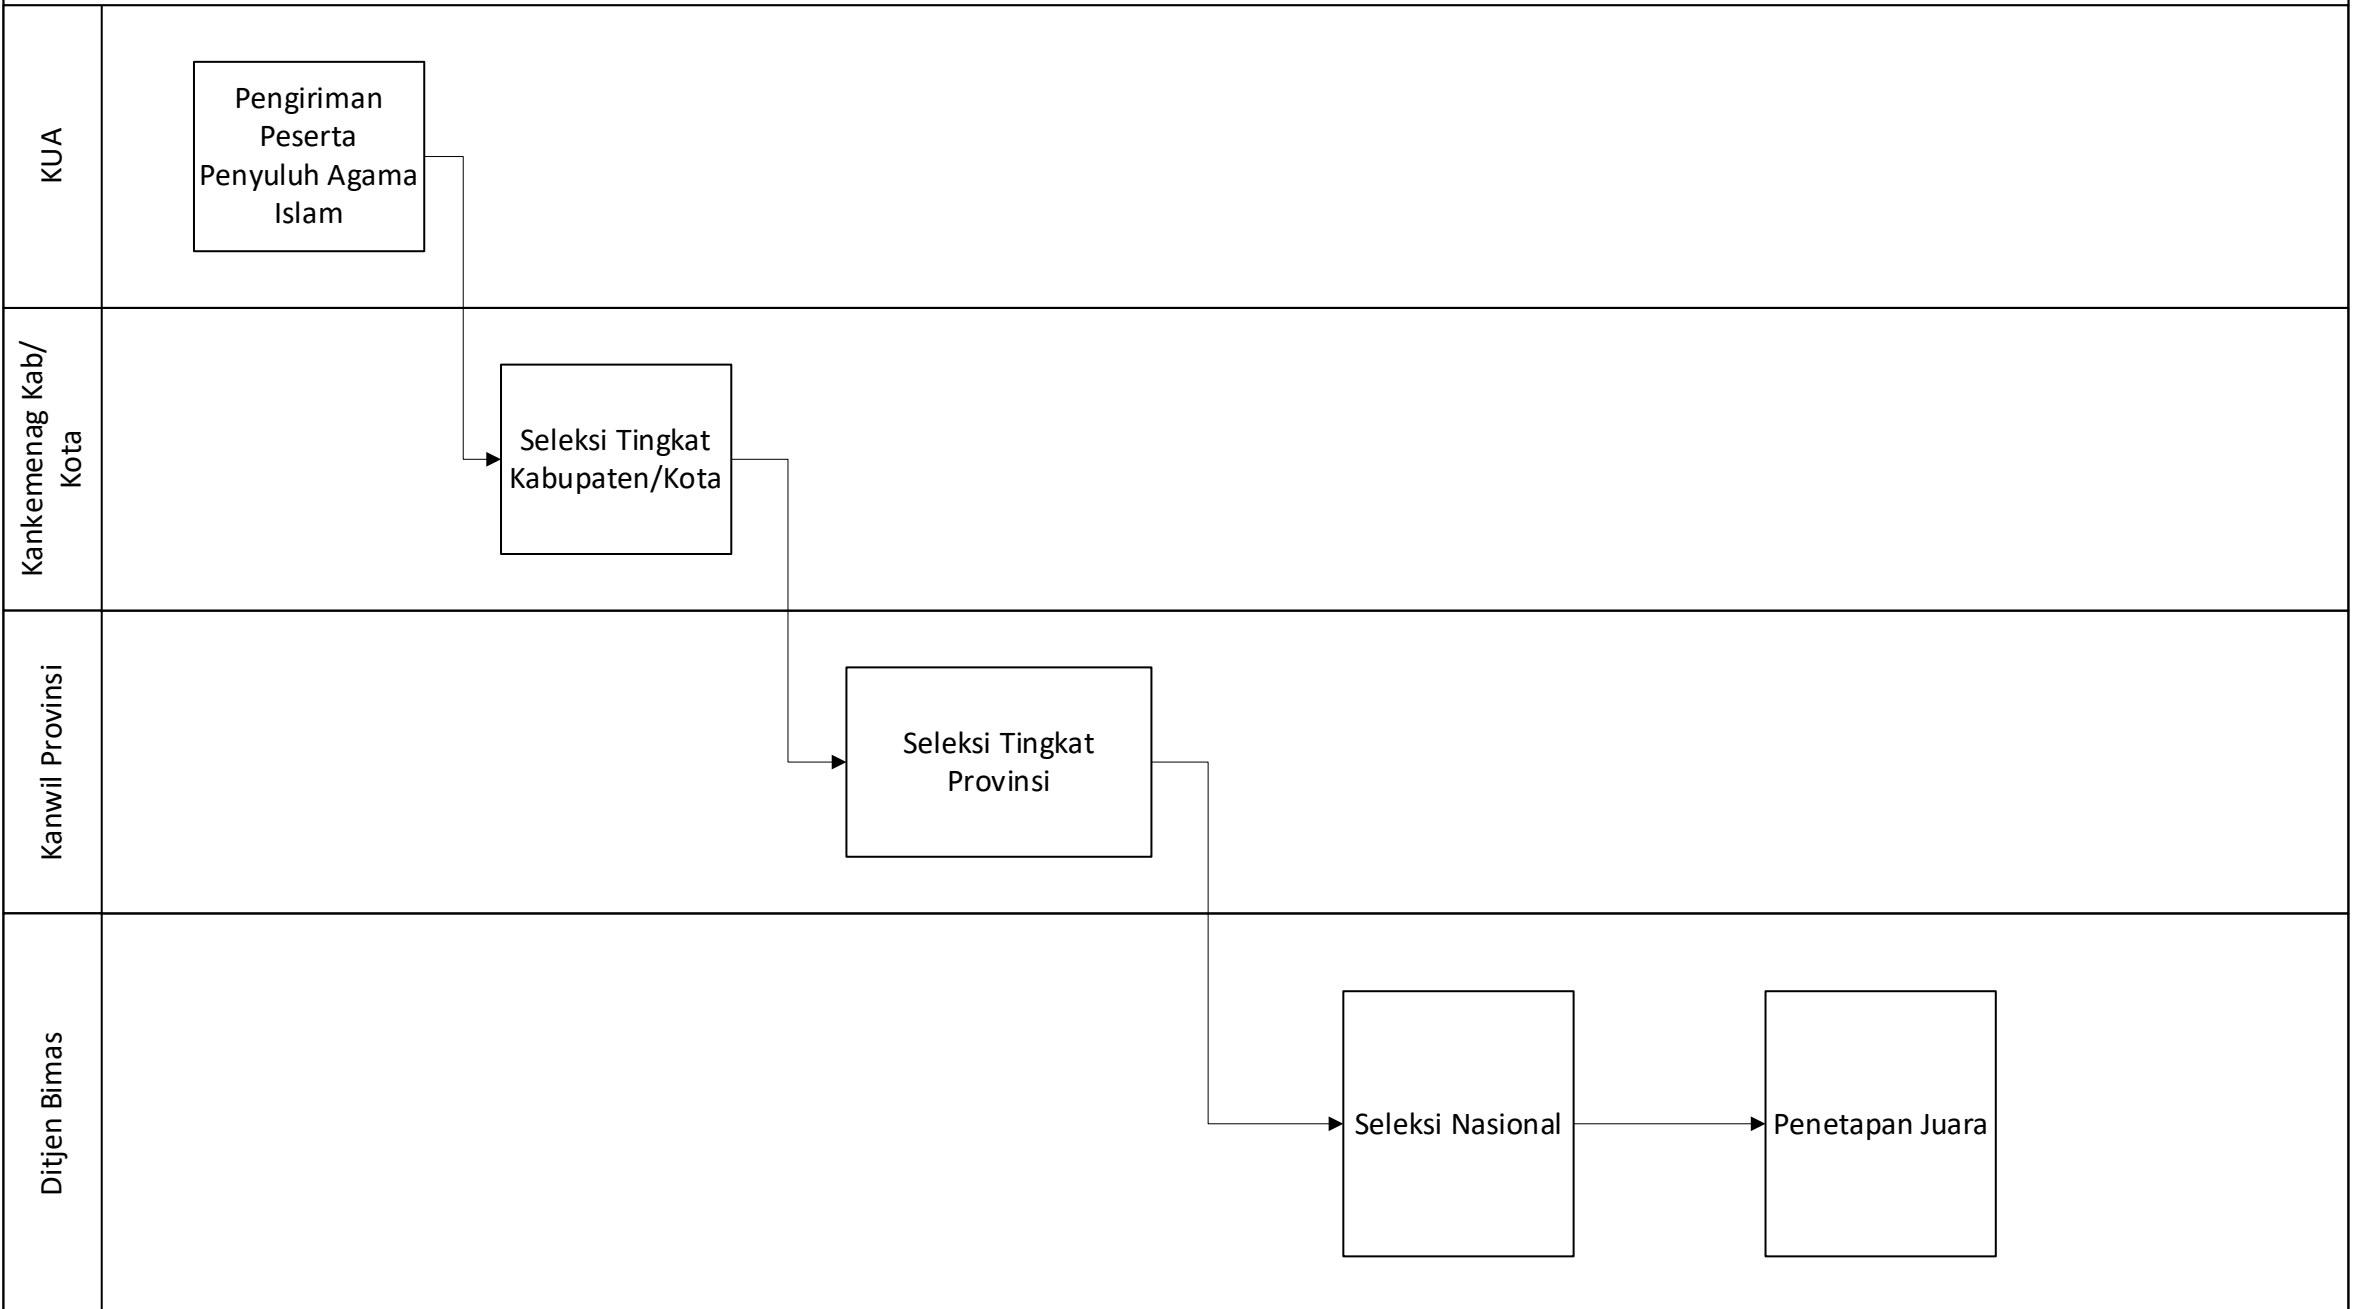 KUA
Pengiriman
Peserta
Penyuluh Agama
Islam
Kankemenag Kab/
Kota
Seleksi Tingkat
Kabupaten/Kota
Kanwil Provinsi
Seleksi Tingkat
Provinsi
Ditjen Bimas
Seleksi Nasional
Penetapan Juara